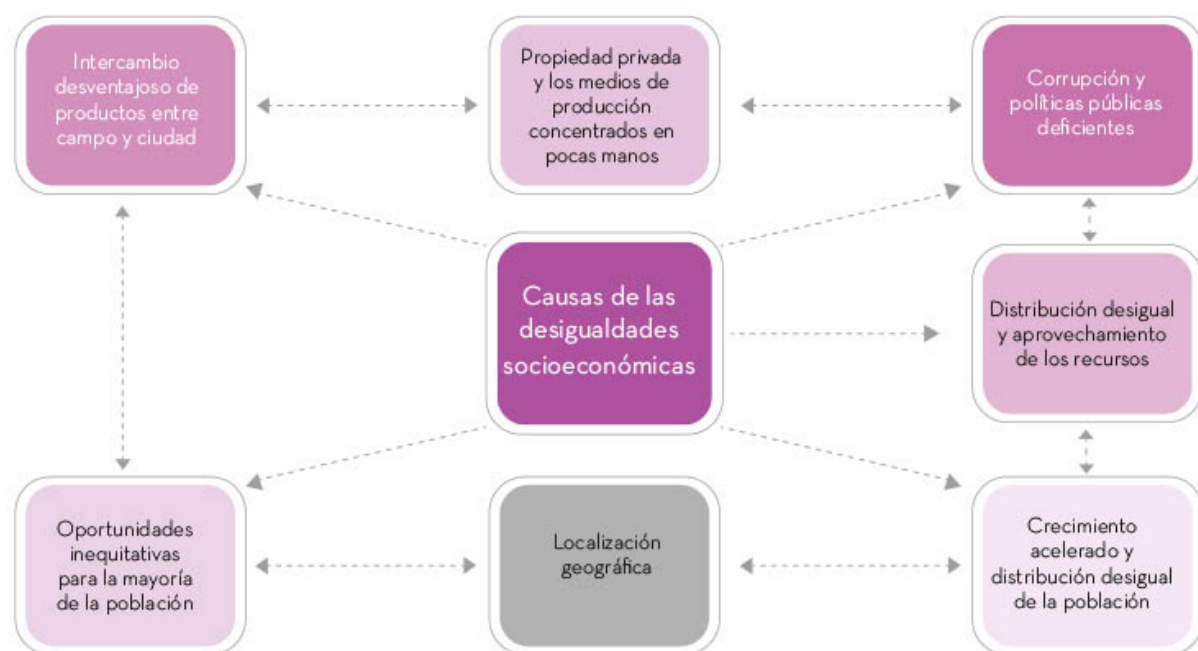 Intercambio
desventajoso de
productos entre
campo y ciudad
Propiedad privada
y los medios de
producción
concentrados en
pocas manos
Corrupción y
políticas públicas
deficientes
Causas de las
desigualdades
socioeconómicas
Distribución desigual
y aprovechamiento
de los recursos
Oportunidades
inequitativas
para la mayoría
de la población
Localización
geográfica
Crecimiento
acelerado y
distribución desigual
de la población